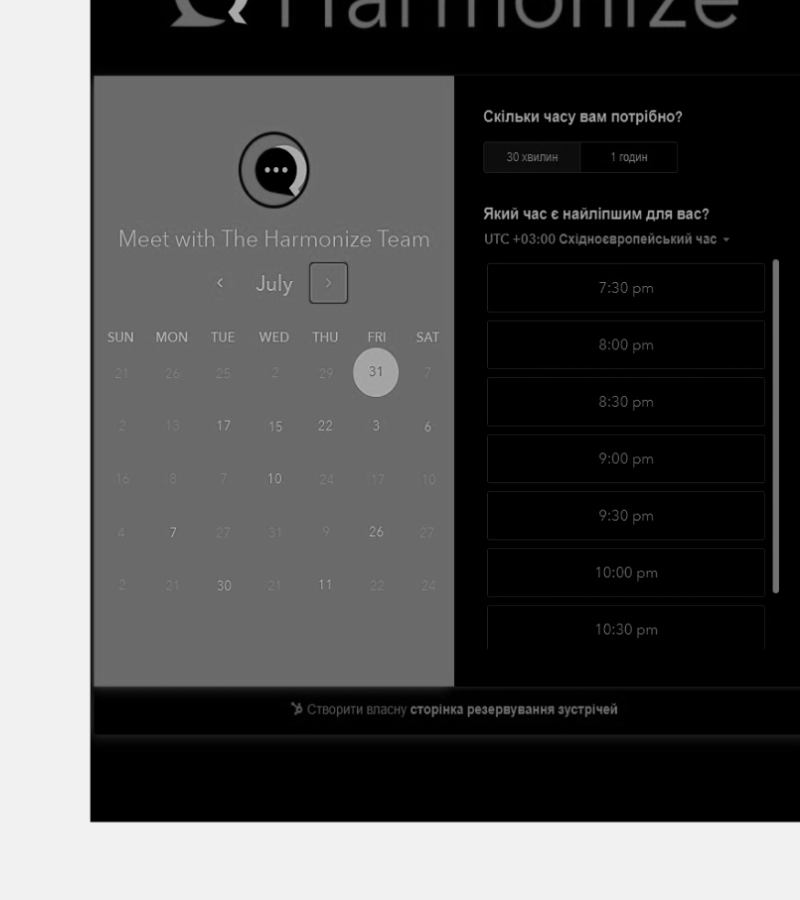 Harmonize
Meet with The Harmonize Team
July
SUN MON TUE WED THU FRI SAT
21 26 25 2 29 31 7
2 13 17 15 22 3 6
16 8 7 10 24 17 10
4 7 27 31 9 26 27
2 21 30 21 11 22 24
Скільки часу вам потрібно?
30 хвилин 1 годин
Який час є найліпшим для вас?
UTC +03:00 Східноєвропейський час
7:30 pm
8:00 pm
8:30 pm
9:00 pm
9:30 pm
10:00 pm
10:30 pm
Створити власну сторінка резервування зустрічей